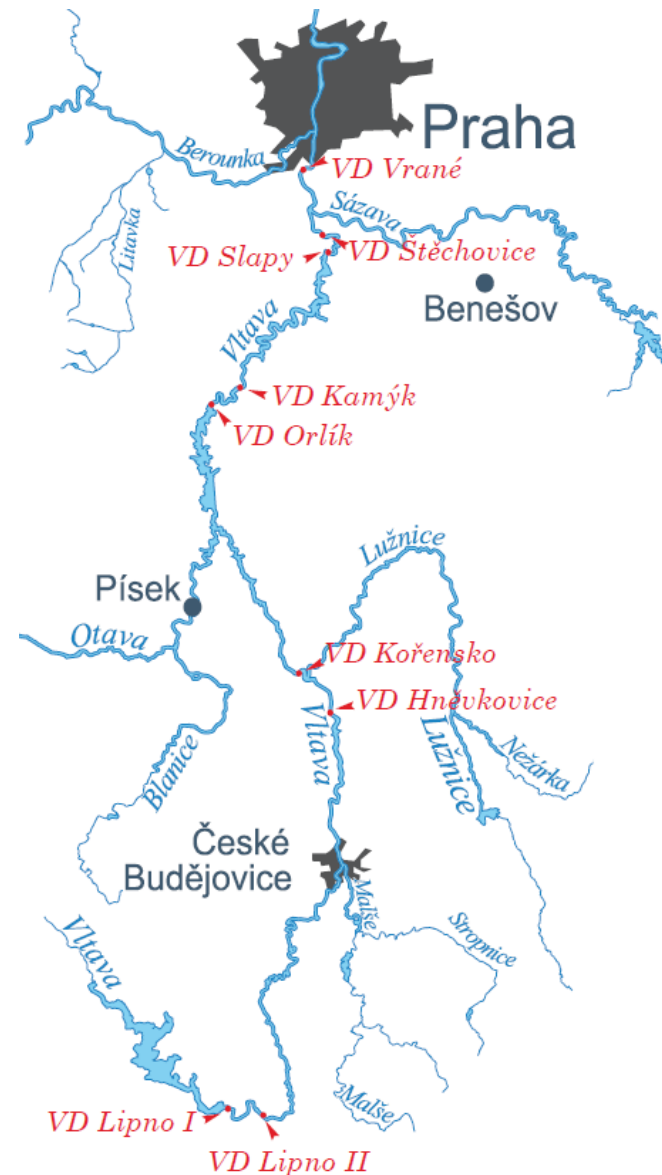 Praha
Berounka
VD Vrané
Sázava
Litavka
VD Slapy
VD Štěchovice
Benešov
Vltava
VD Kamýk
VD Orlík
Lužnice
Písek
Otava
VD Kořensko
VD Hněvkovice
Vltava
Lužnice
Nežárka
Blanice
České
Budějovice
Malše
Stropnice
Vltava
Malše
VD Lipno I
VD Lipno II